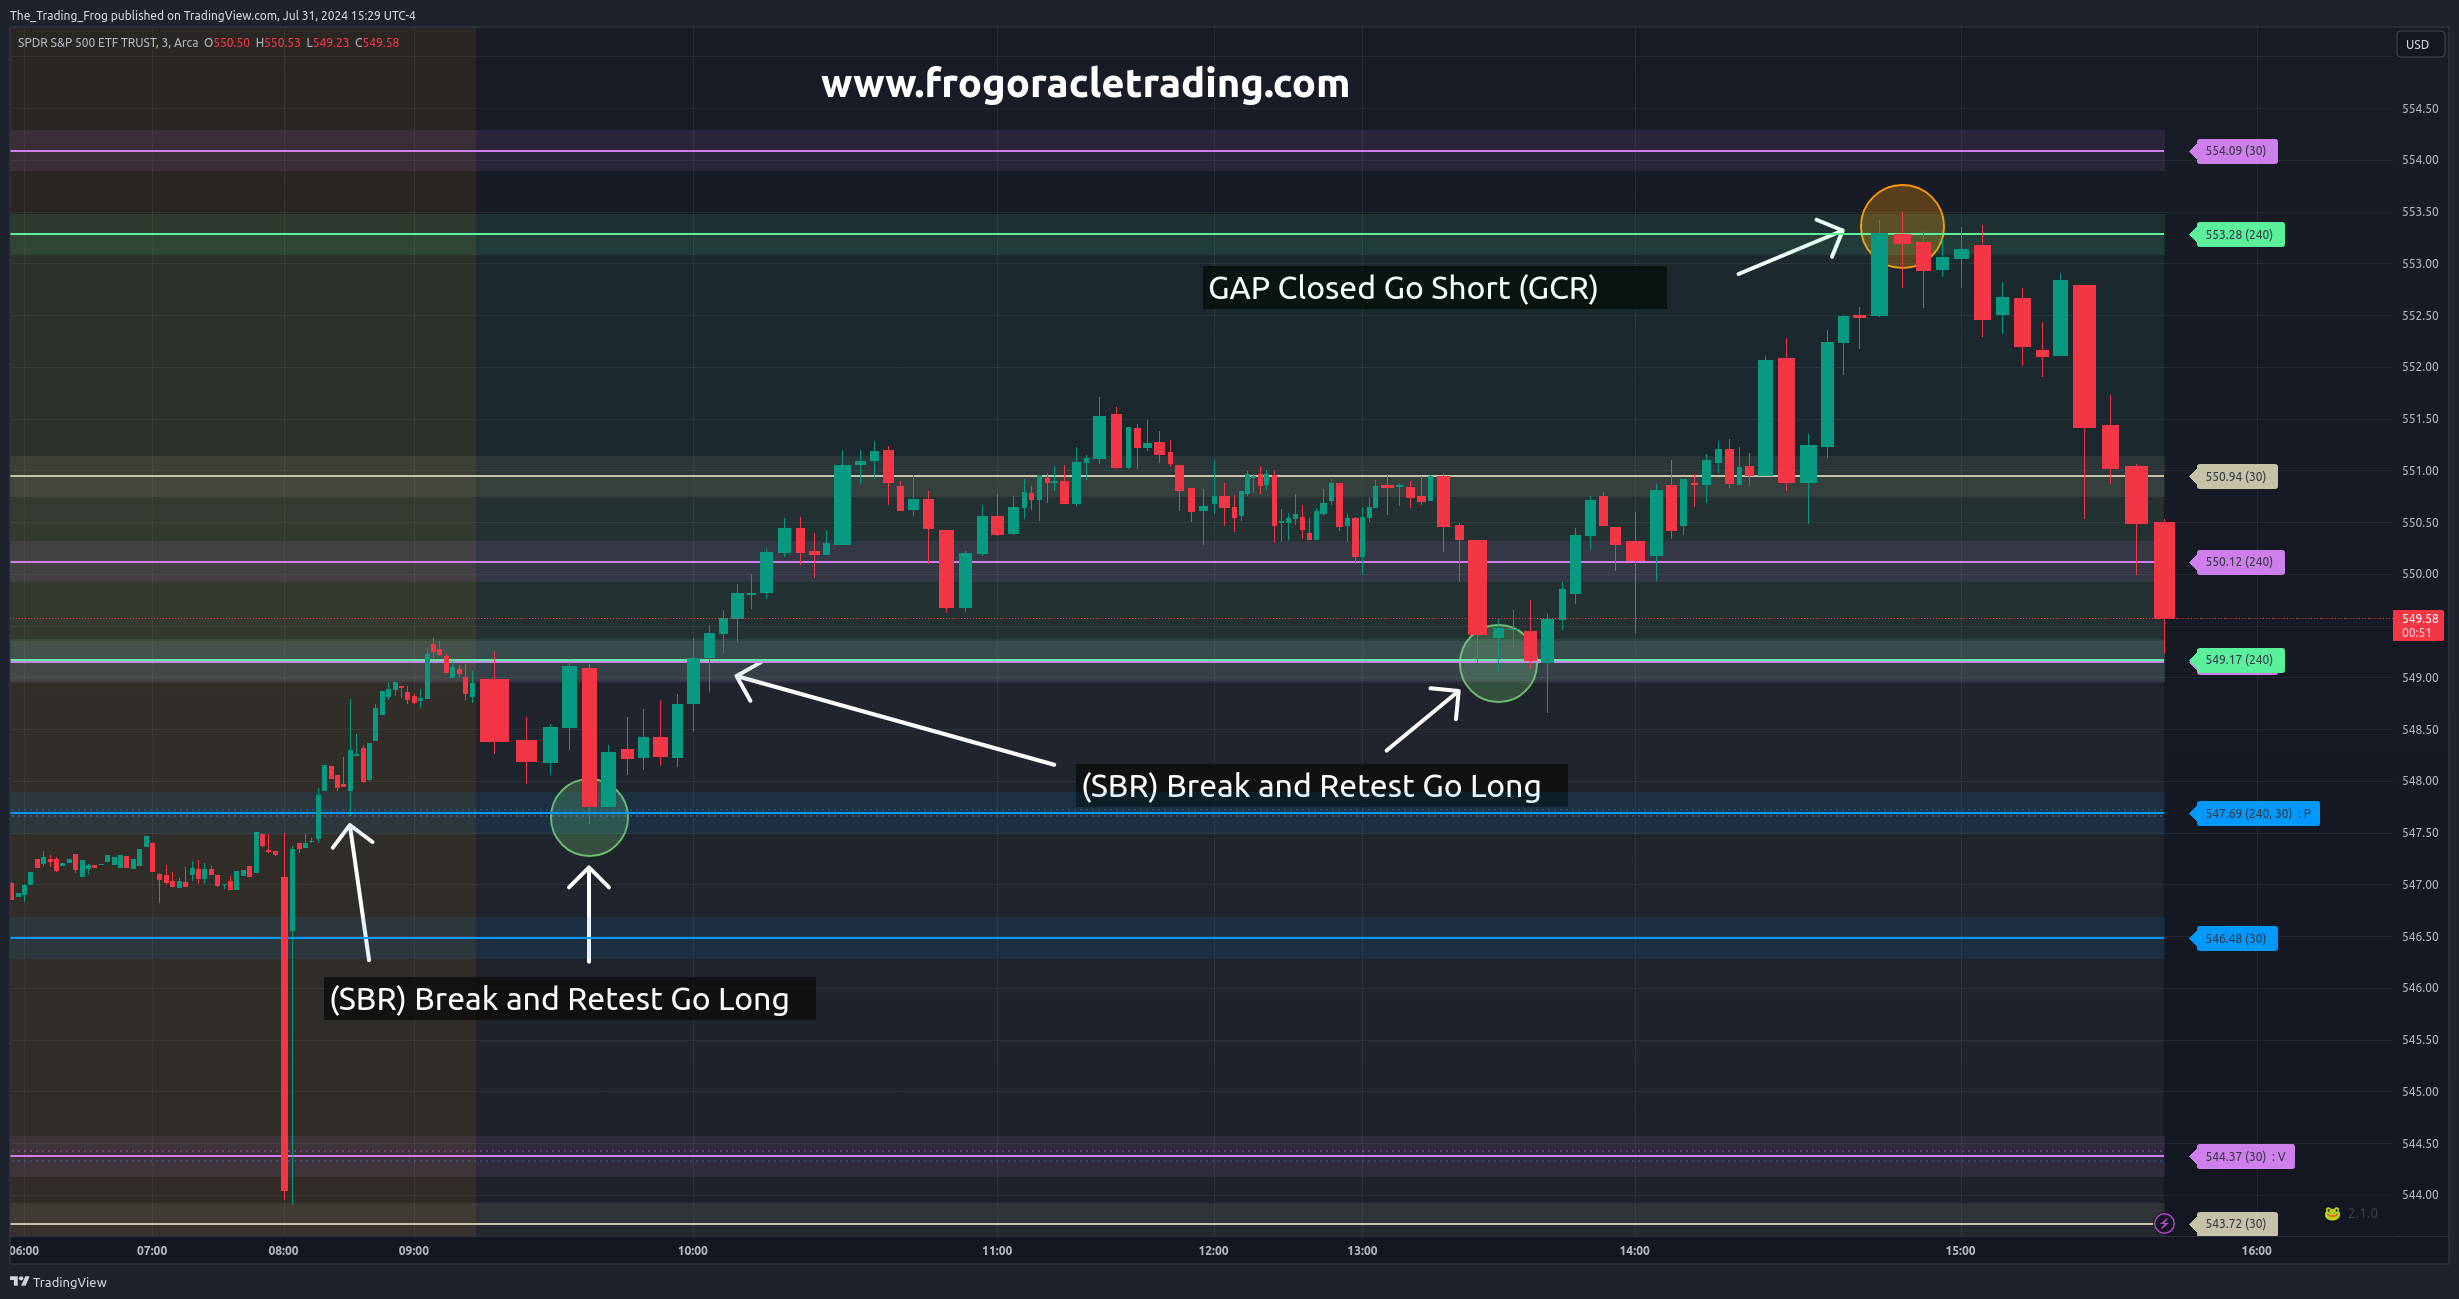 The_Trading_Frog published on TradingView.com, Jul 31, 2024 15:29 UTC-4
SPDR S&P 500 ETF TRUST, 3, Arca O550.50 H550.53 L549.23 C549.58
USD
www.frogoracletrading.com
554.50
554.09 (30)
554.00
553.50
553.28 (240)
553.00
GAP Closed Go Short (GCR)
552.50
552.00
551.50
551.00
550.94 (30)
550.50
550.12 (240)
550.00
549.58
00:51
549.17 (240)
549.00
548.50
548.00
(SBR) Break and Retest Go Long
547.69 (240, 30) : P
547.50
547.00
546.50
546.48 (30)
546.00
(SBR) Break and Retest Go Long
545.50
545.00
544.50
544.37 (30) : V
544.00
2.1.0
543.72 (30)
06:00 07:00 08:00 09:00 10:00 11:00 12:00 13:00 14:00 15:00 16:00
TradingView